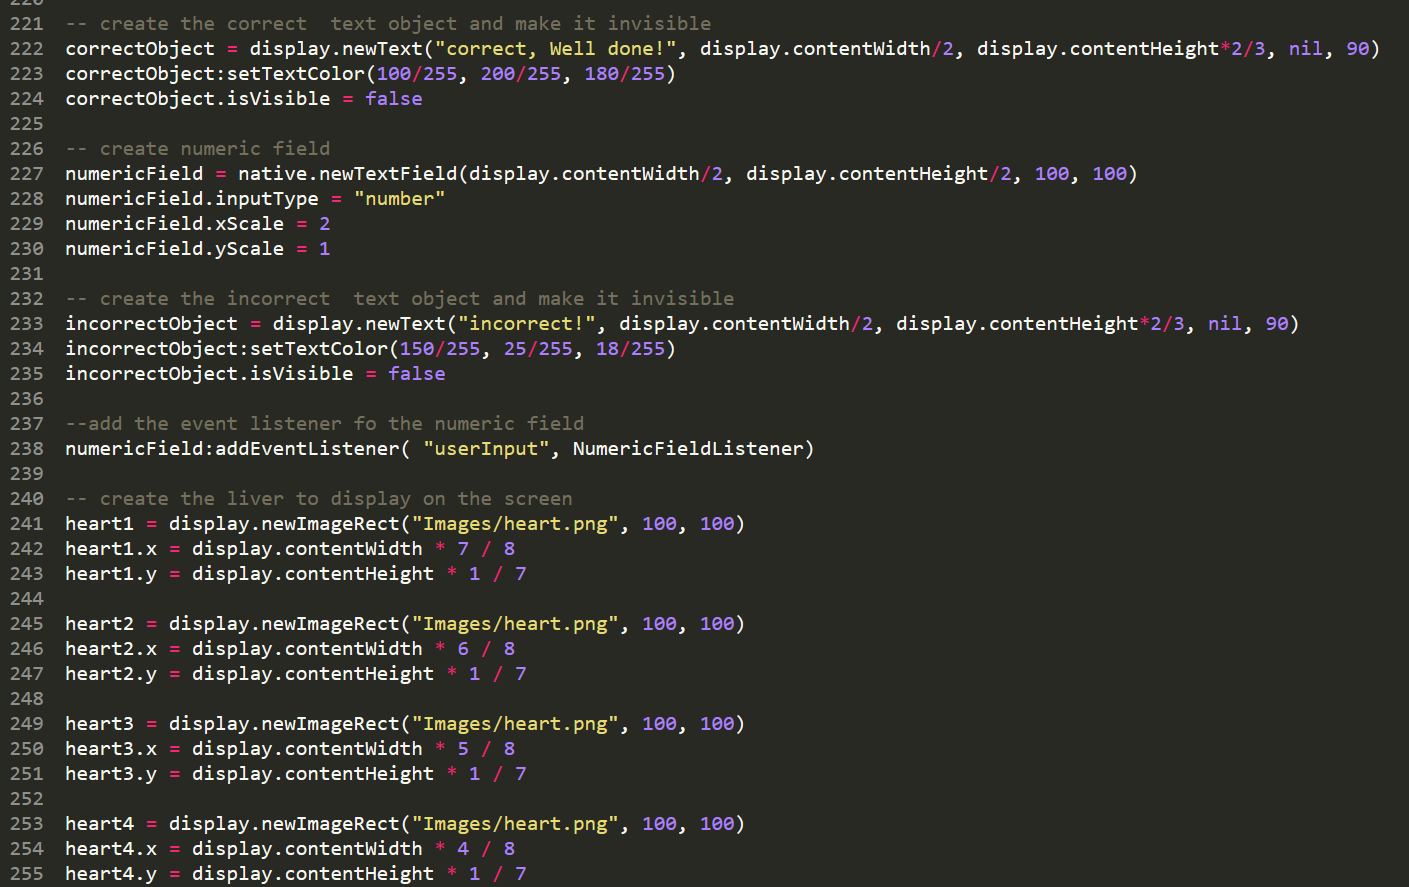 220
221 -- create the correct  text object and make it invisible
222 correctObject = display.newText("correct, Well done!", display.contentWidth/2, display.contentHeight*2/3, nil, 90)
223 correctObject:setTextColor(100/255, 200/255, 180/255)
224 correctObject.isVisible = false
225
226 -- create numeric field
227 numericField = native.newTextField(display.contentWidth/2, display.contentHeight/2, 100, 100)
228 numericField.inputType = "number"
229 numericField.xScale = 2
230 numericField.yScale = 1
231
232 -- create the incorrect  text object and make it invisible
233 incorrectObject = display.newText("incorrect!", display.contentWidth/2, display.contentHeight*2/3, nil, 90)
234 incorrectObject:setTextColor(150/255, 25/255, 18/255)
235 incorrectObject.isVisible = false
236
237 --add the event listener fo the numeric field
238 numericField:addEventListener( "userInput", NumericFieldListener)
239
240 -- create the liver to display on the screen
241 heart1 = display.newImageRect("Images/heart.png", 100, 100)
242 heart1.x = display.contentWidth * 7 / 8
243 heart1.y = display.contentHeight * 1 / 7
244
245 heart2 = display.newImageRect("Images/heart.png", 100, 100)
246 heart2.x = display.contentWidth * 6 / 8
247 heart2.y = display.contentHeight * 1 / 7
248
249 heart3 = display.newImageRect("Images/heart.png", 100, 100)
250 heart3.x = display.contentWidth * 5 / 8
251 heart3.y = display.contentHeight * 1 / 7
252
253 heart4 = display.newImageRect("Images/heart.png", 100, 100)
254 heart4.x = display.contentWidth * 4 / 8
255 heart4.y = display.contentHeight * 1 / 7